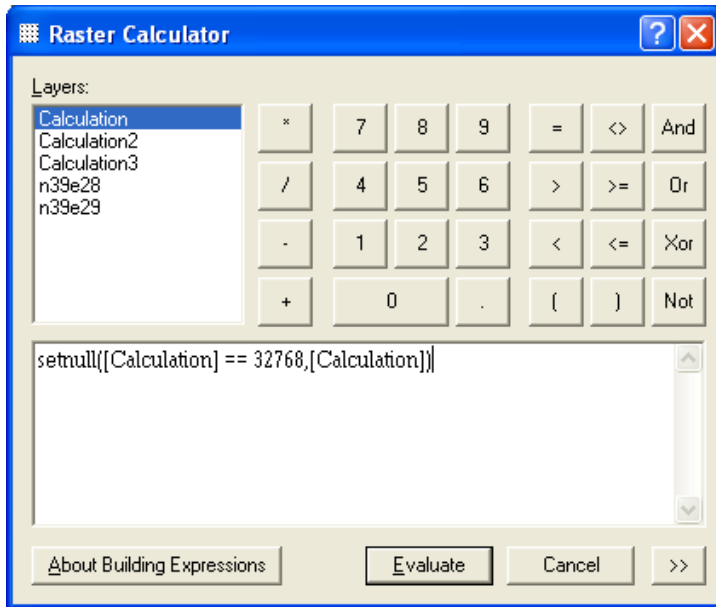 Raster Calculator
Layers:
Calculation
Calculation2
Calculation3
n39e28
n39e29
* 7 8 9 = <> And
/ 4 5 6 > >= Or
- 1 2 3 < <= Xor
+ 0 . ( ) Not
setnull([Calculation] == 32768,[Calculation])
About Building Expressions Evaluate Cancel >>